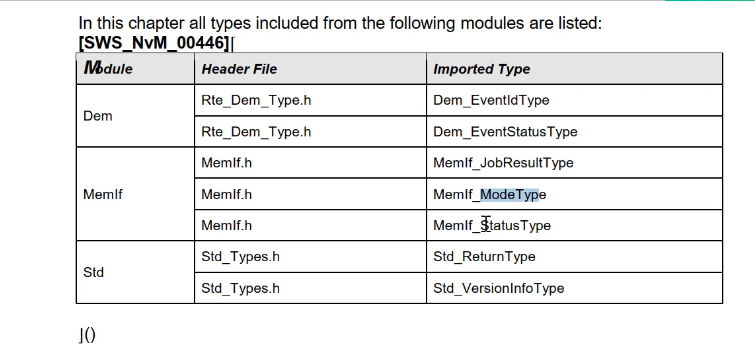 In this chapter all types included from the following modules are listed:
[SWS_NvM_00446]⌈
Module Header File Imported Type
Dem
Rte_Dem_Type.h Dem_EventIdType
Rte_Dem_Type.h Dem_EventStatusType
MemIf
MemIf.h MemIf_JobResultType
MemIf.h MemIf_ModeType
MemIf.h MemIf_StatusType
Std
Std_Types.h Std_ReturnType
Std_Types.h Std_VersionInfoType
⌋()